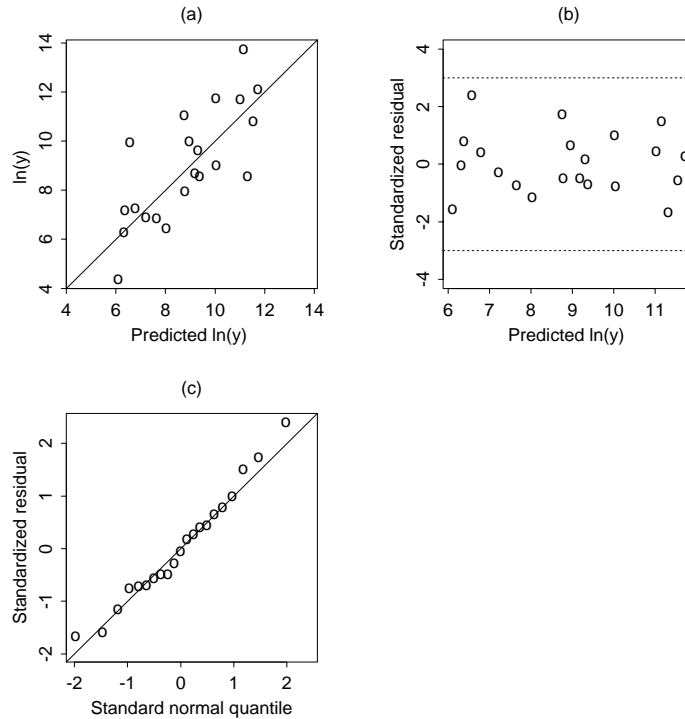 (a)
ln(y)
14
12
10
8
6
4
4 6 8 10 12 14
Predicted ln(y)
(b)
Standardized residual
4
2
0
-2
-4
6 7 8 9 10 11
Predicted ln(y)
(c)
Standardized residual
2
1
0
-1
-2
-2 -1 0 1 2
Standard normal quantile